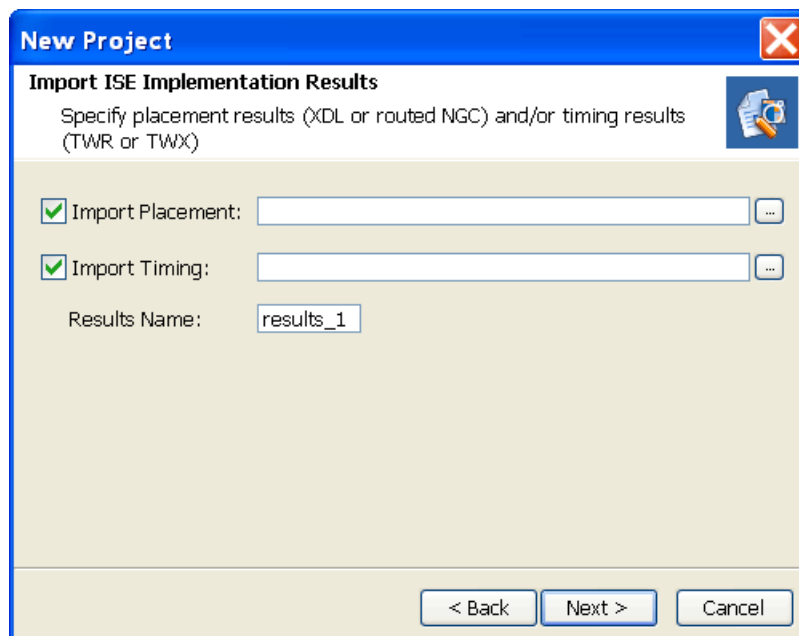 New Project
Import ISE Implementation Results
Specify placement results (XDL or routed NGC) and/or timing results
(TWR or TWX)
Import Placement:
...
Import Timing:
...
Results Name: results_1
< Back Next > Cancel